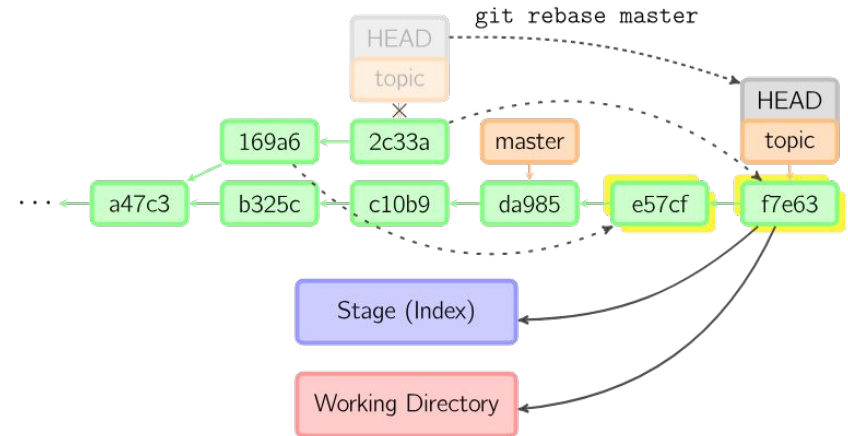 git rebase master
HEAD
topic
HEAD
topic
169a6
2c33a
master
...
a47c3
b325c
c10b9
da985
e57cf
f7e63
Stage (Index)
Working Directory